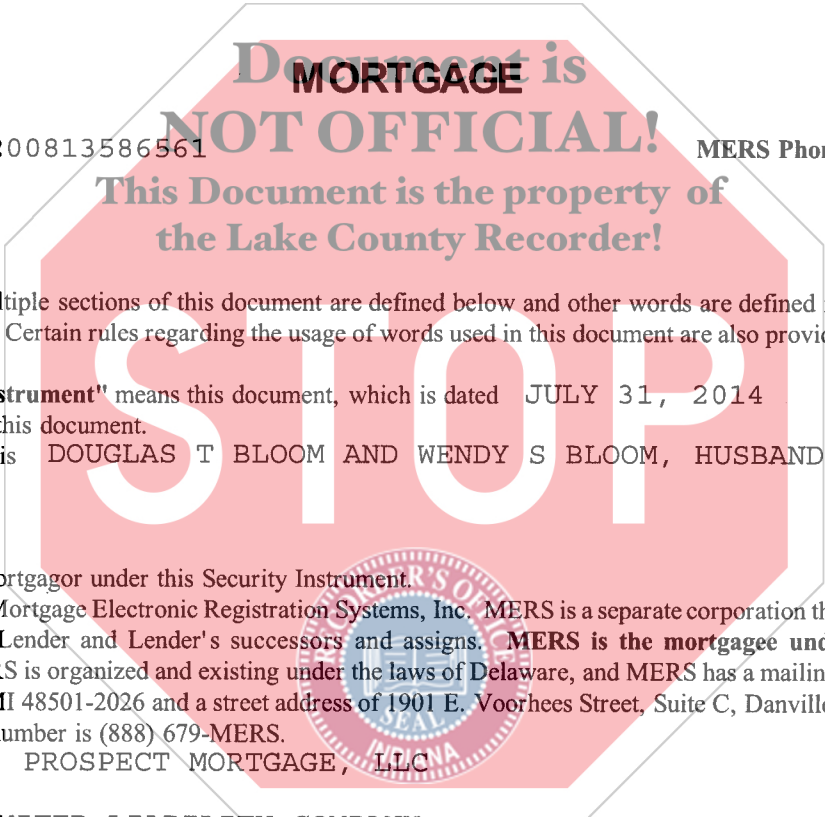 Document is
MORTGAGE
NOT OFFICIAL!
00813586561
MERS Phon
This Document is the property of
the Lake County Recorder!
ltiple sections of this document are defined below and other words are defined
Certain rules regarding the usage of words used in this document are also provid
strument" means this document, which is dated JULY 31, 2014
this document.
is DOUGLAS T BLOOM AND WENDY S BLOOM, HUSBAND
STOP
ortgagor under this Security Instrument.
Mortgage Electronic Registration Systems, Inc. MERS is a separate corporation th
Lender and Lender's successors and assigns. MERS is the mortgagee und
RS is organized and existing under the laws of Delaware, and MERS has a mailin
MI 48501-2026 and a street address of 1901 E. Voorhees Street, Suite C, Danville
umber is (888) 679-MERS.
PROSPECT MORTGAGE, LLC
RECORDER'S OFFICE
SEAL
INDIANA